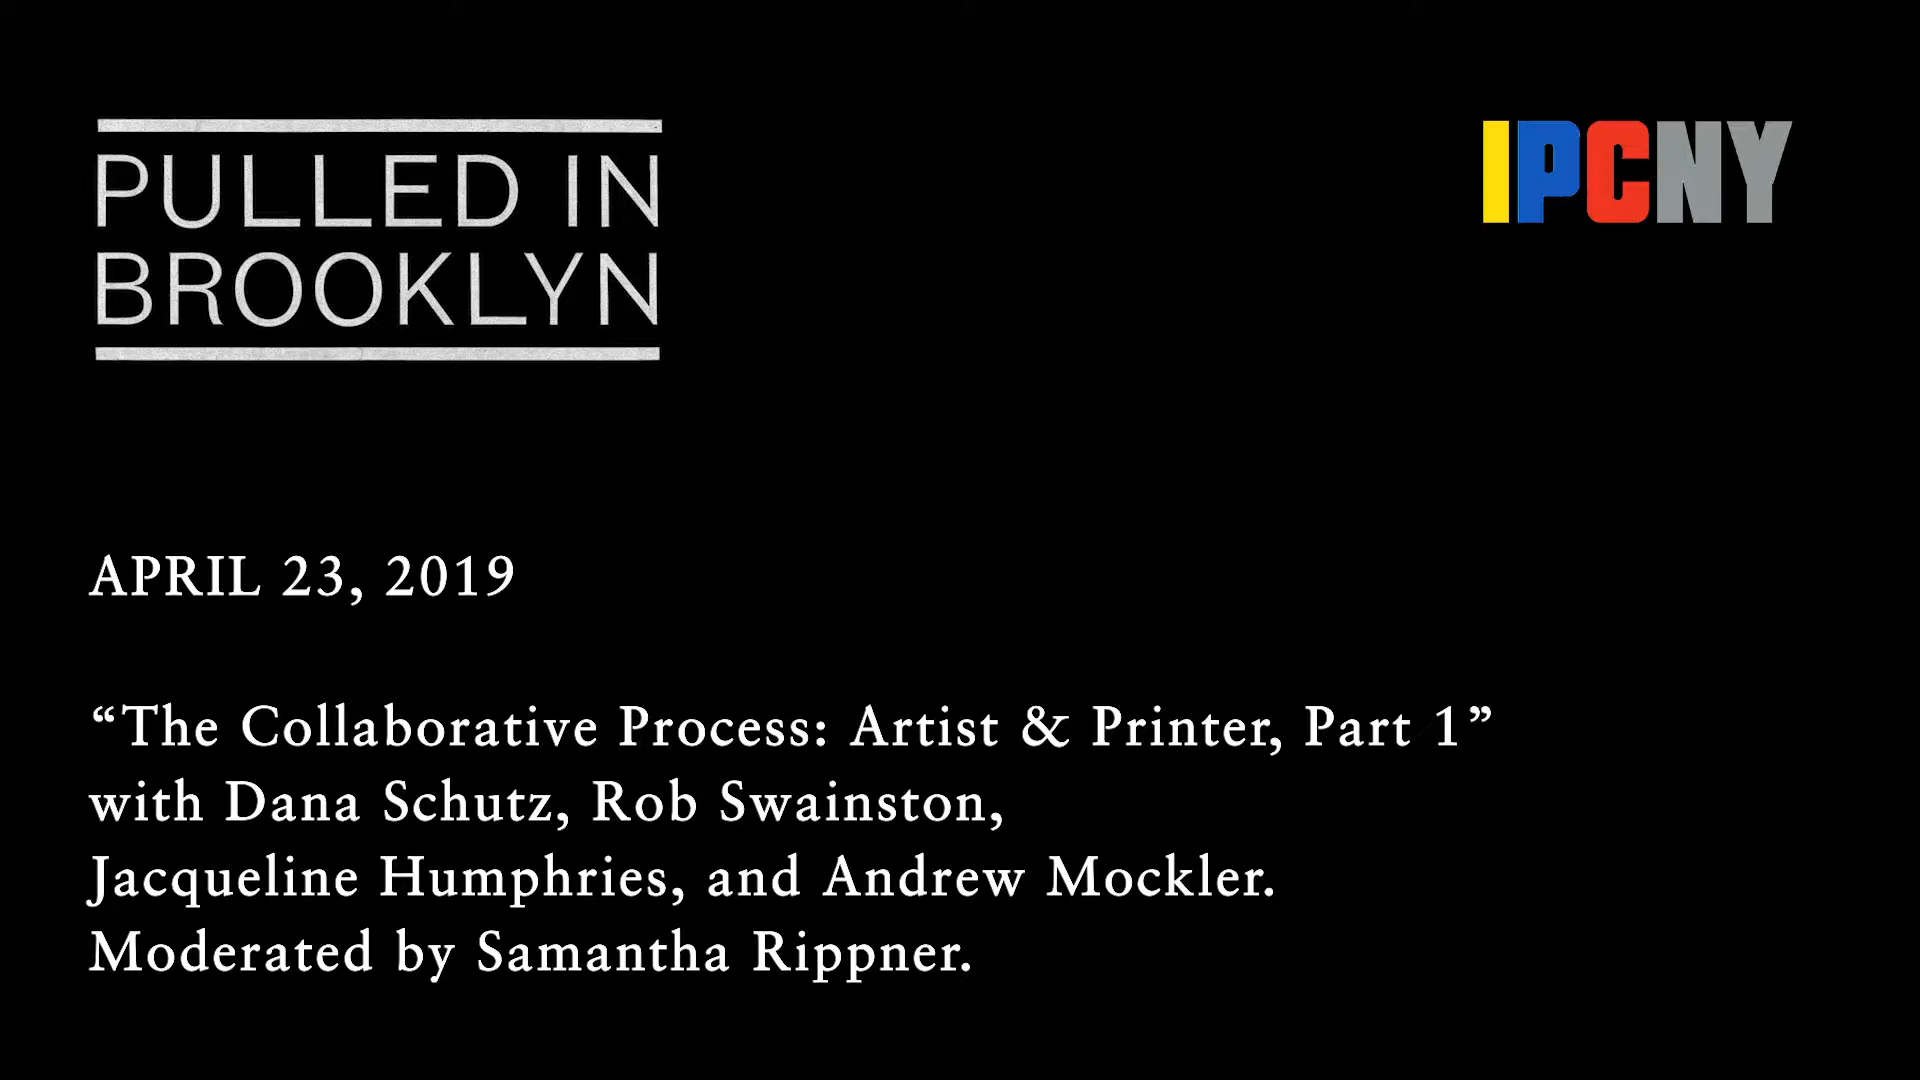 PULLED IN
BROOKLYN
IPCNY
APRIL 23, 2019
“The Collaborative Process: Artist & Printer, Part 1”
with Dana Schutz, Rob Swainston,
Jacqueline Humphries, and Andrew Mockler.
Moderated by Samantha Rippner.